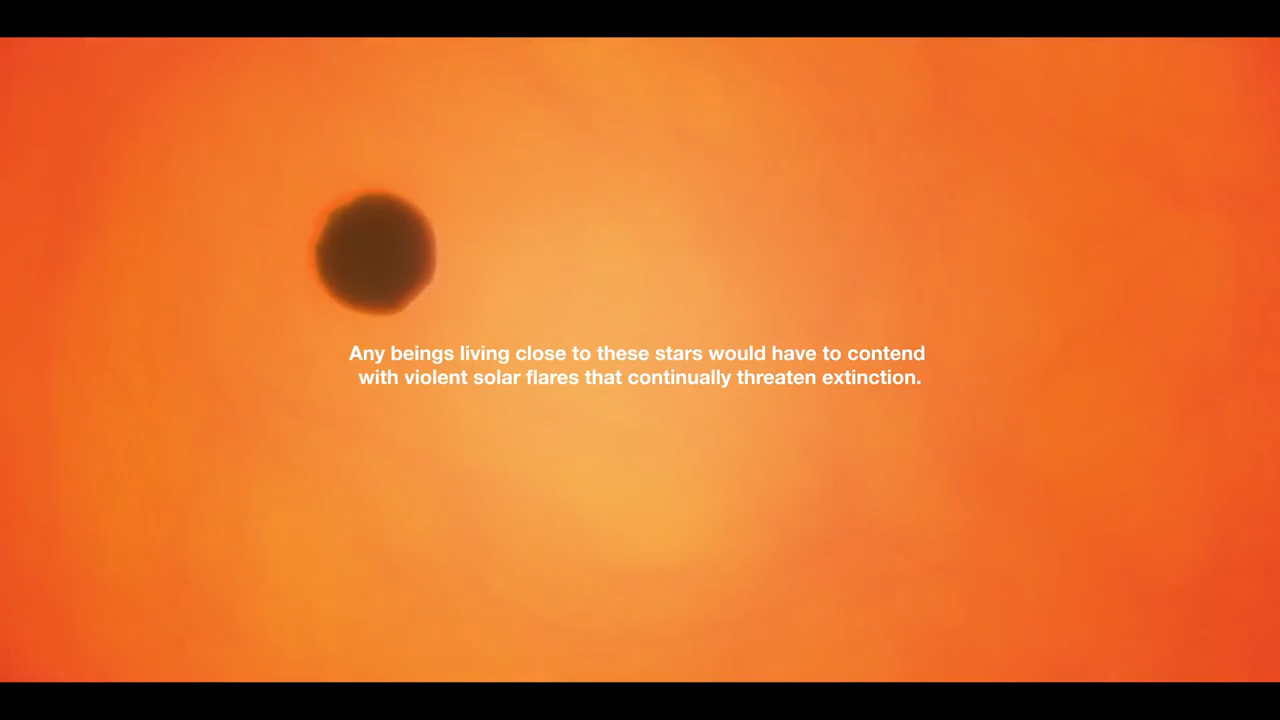 Any beings living close to these stars would have to contend
with violent solar flares that continually threaten extinction.